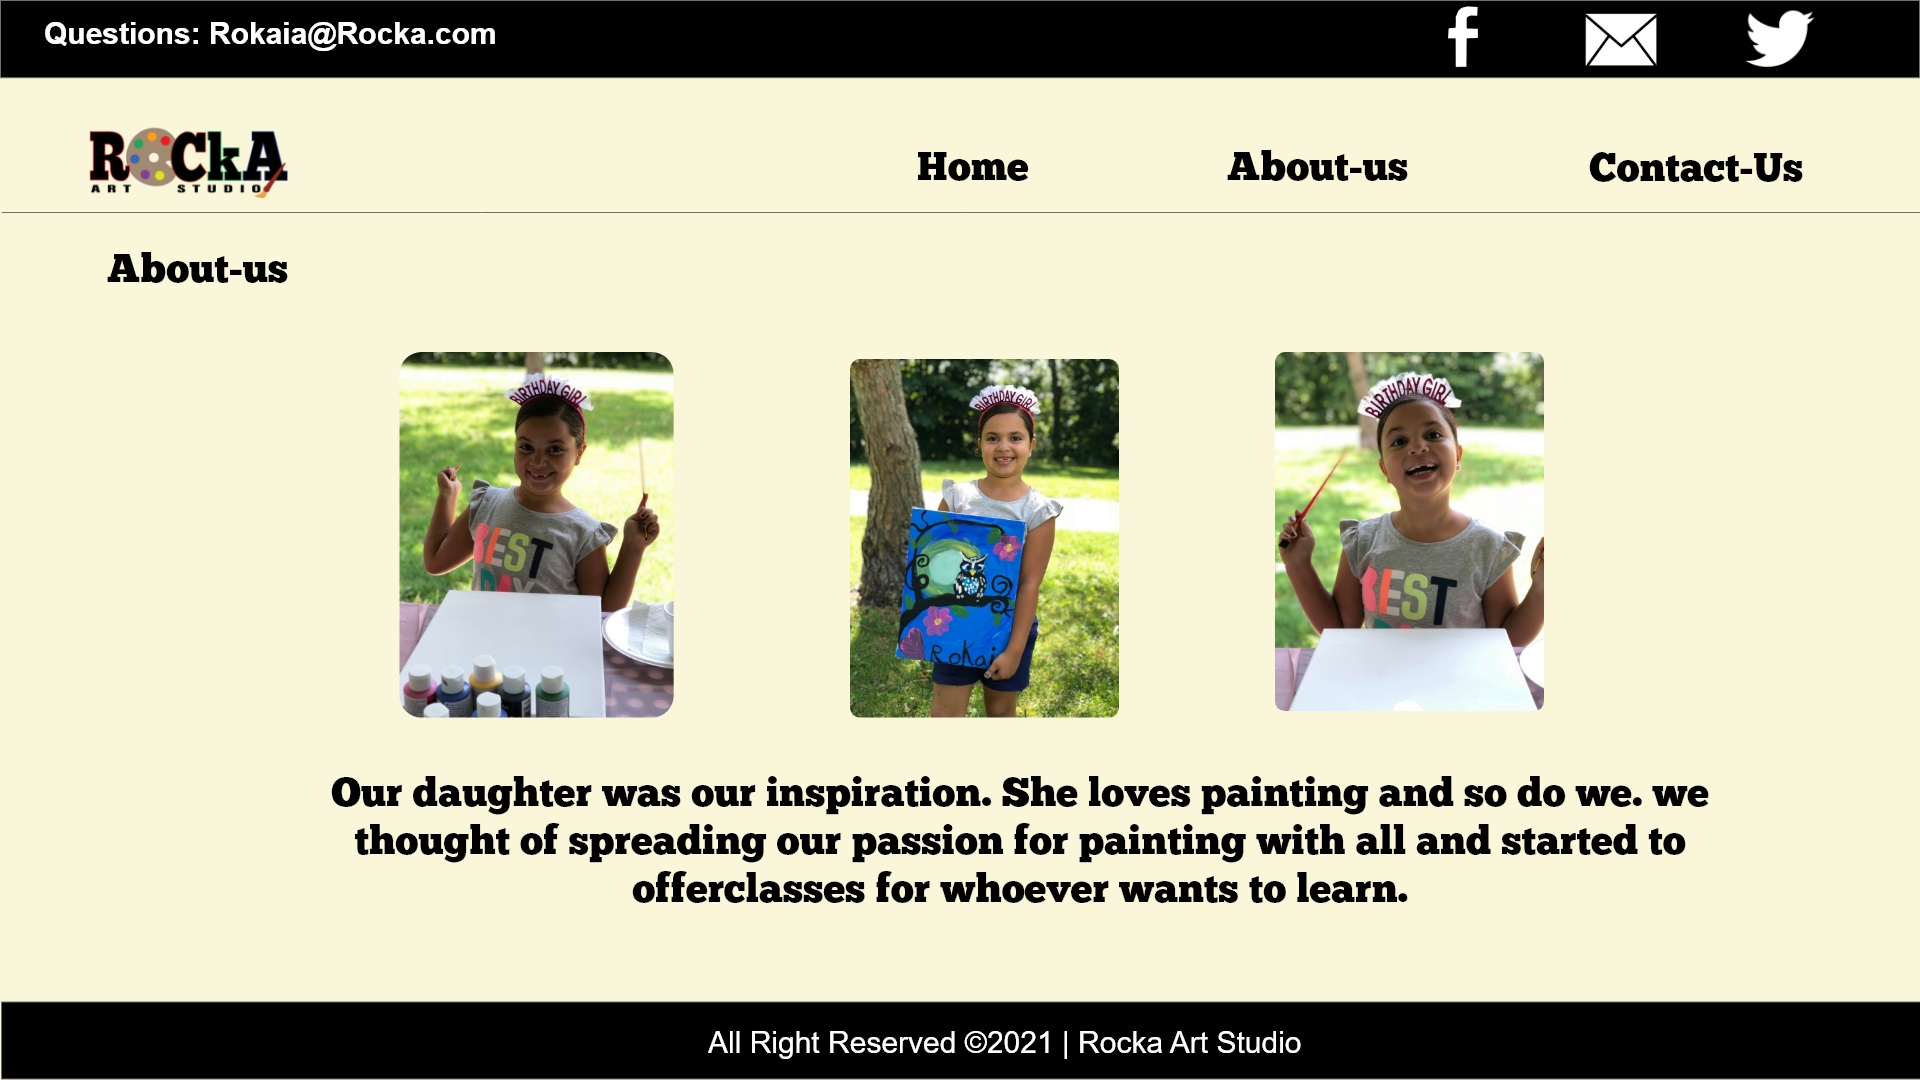 Questions: Rokaia@Rocka.com
ROCkA
ART STUDIO
Home About-us Contact-Us
About-us
BIRTHDAY GIRL
BEST
DAY
BIRTHDAY GIRL
Rokai
BIRTHDAY GIRL
BEST
Our daughter was our inspiration. She loves painting and so do we. we
thought of spreading our passion for painting with all and started to
offerclasses for whoever wants to learn.
All Right Reserved ©2021 | Rocka Art Studio